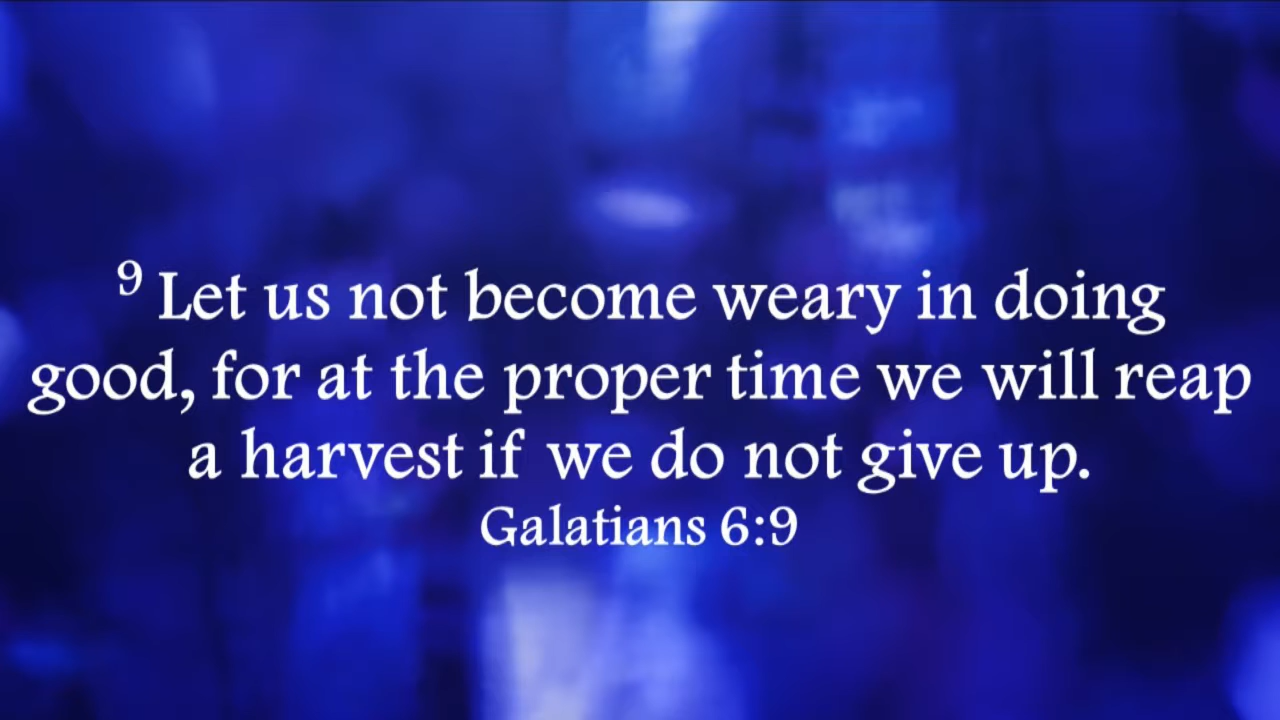 9 Let us not become weary in doing
good, for at the proper time we will reap
a harvest if we do not give up.
Galatians 6:9